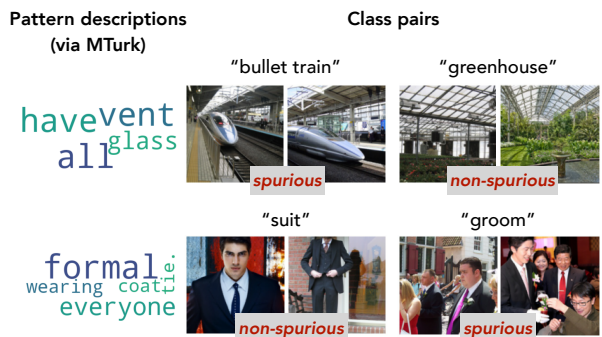 Pattern descriptions
(via MTurk)
Class pairs
"bullet train"
"greenhouse"
have vent
glass
all
spurious
non-spurious
"suit"
"groom"
formal
tie.
wearing coat
everyone
non-spurious
spurious